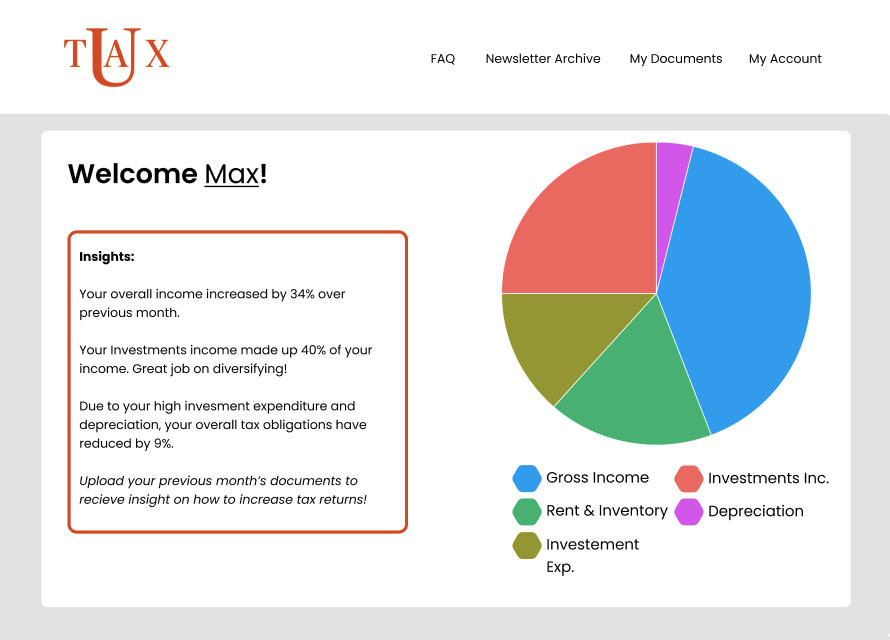 TUAX
FAQ Newsletter Archive My Documents My Account
Welcome Max!
Insights:
Your overall income increased by 34% over
previous month.
Your Investments income made up 40% of your
income. Great job on diversifying!
Due to your high invesment expenditure and
depreciation, your overall tax obligations have
reduced by 9%.
Upload your previous month’s documents to
recieve insight on how to increase tax returns!
Gross Income
Investments Inc.
Rent & Inventory
Depreciation
Investement
Exp.